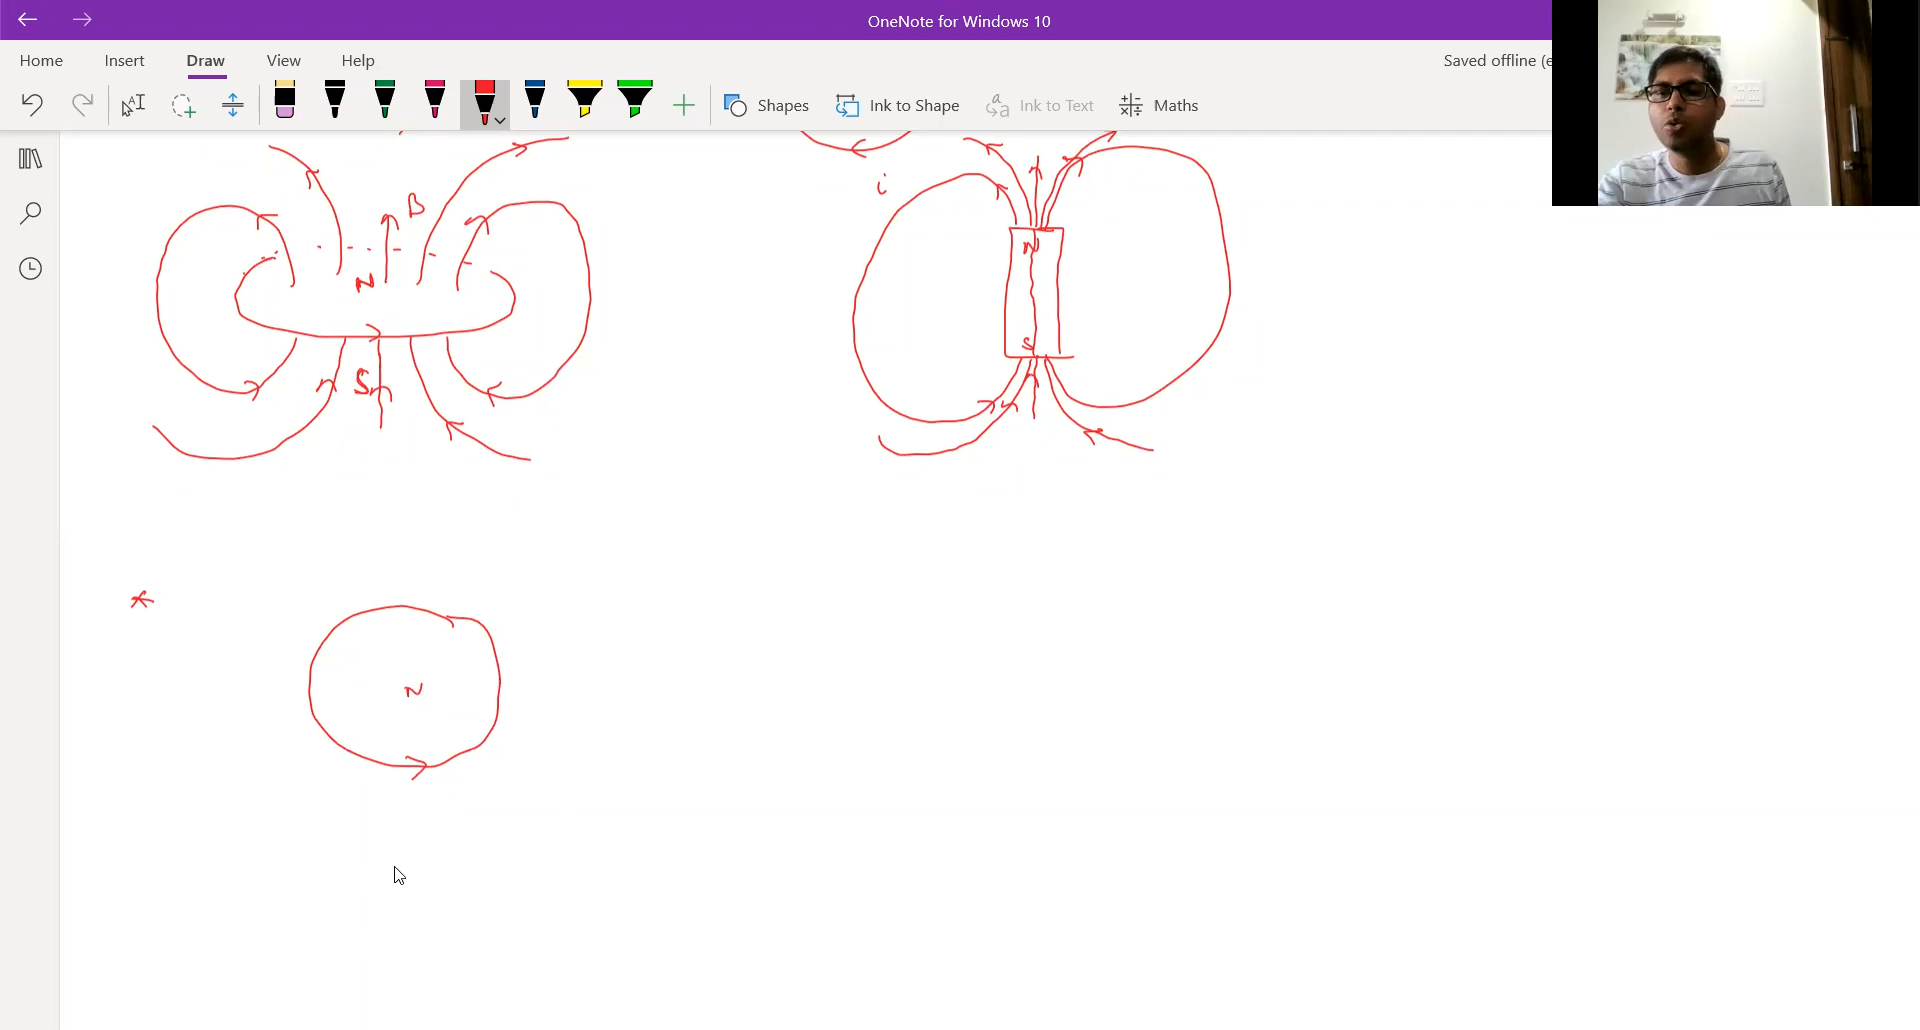 OneNote for Windows 10
Home Insert Draw View Help
Saved offline (e
Shapes Ink to Shape Ink to Text Maths
B
i
N
N
S
S
*
N